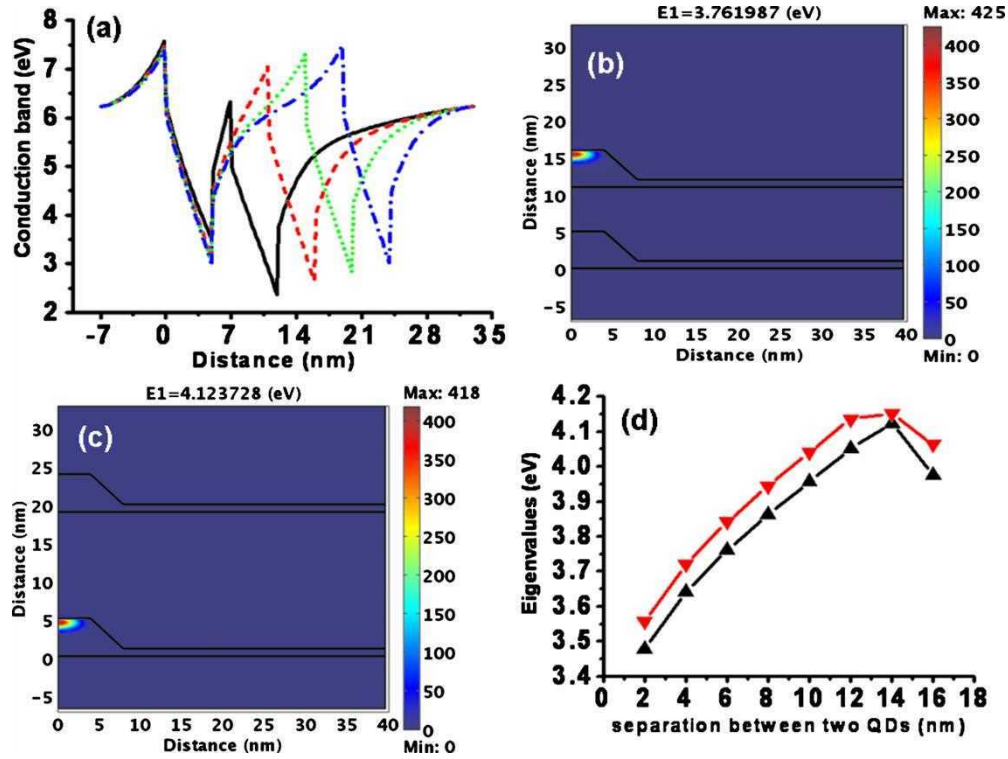 (a)
Conduction band (eV)
8
7
6
5
4
3
2
-7 0 7 14 21 28 35
Distance (nm)
E1=3.761987 (eV)
Max: 425
(b)
Distance (nm)
30
25
20
15
10
5
0
-5
0 5 10 15 20 25 30 35 40
Distance (nm)
400
350
300
250
200
150
100
50
0
Min: 0
E1=4.123728 (eV)
Max: 418
(c)
Distance (nm)
30
25
20
15
10
5
0
-5
0 5 10 15 20 25 30 35 40
Distance (nm)
400
350
300
250
200
150
100
50
0
Min: 0
(d)
Eigenvalues (eV)
4.2
4.1
4.0
3.9
3.8
3.7
3.6
3.5
3.4
0 2 4 6 8 10 12 14 16 18
separation between two QDs (nm)